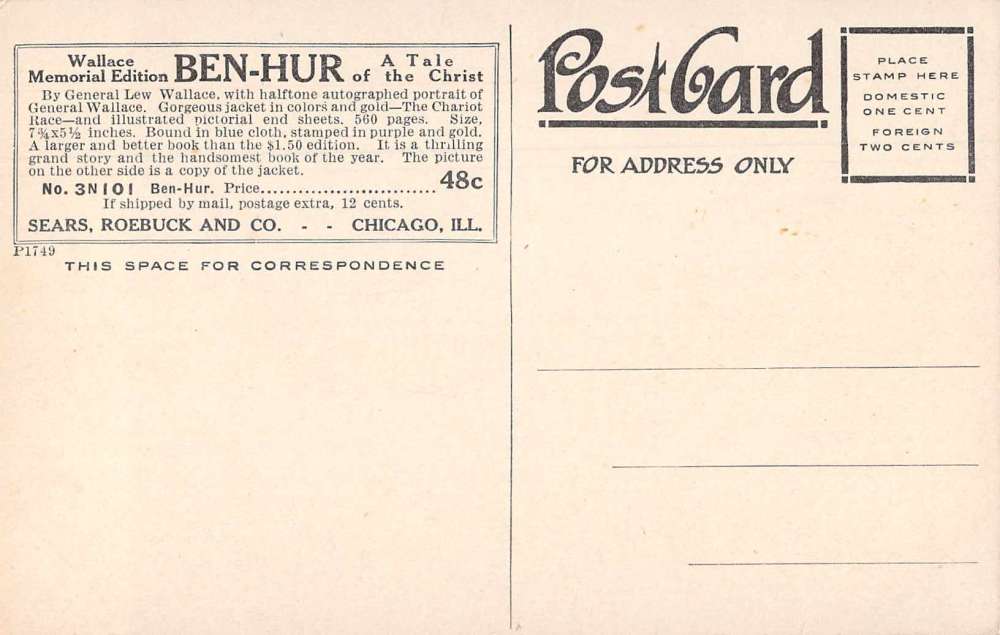 Wallace
Memorial Edition BEN-HUR A Tale of the Christ
By General Lew Wallace, with halftone autographed portrait of
General Wallace. Gorgeous jacket in colors and gold—The Chariot
Race—and illustrated pictorial end sheets. 560 pages. Size,
7¾x5½ inches. Bound in blue cloth, stamped in purple and gold.
A larger and better book than the $1.50 edition. It is a thrilling
grand story and the handsomest book of the year. The picture
on the other side is a copy of the jacket.
No. 3N101 Ben-Hur. Price............................48c
If shipped by mail, postage extra, 12 cents.
SEARS, ROEBUCK AND CO. - - CHICAGO, ILL.
P1749
THIS SPACE FOR CORRESPONDENCE
Post Card
FOR ADDRESS ONLY
PLACE
STAMP HERE
DOMESTIC
ONE CENT
FOREIGN
TWO CENTS